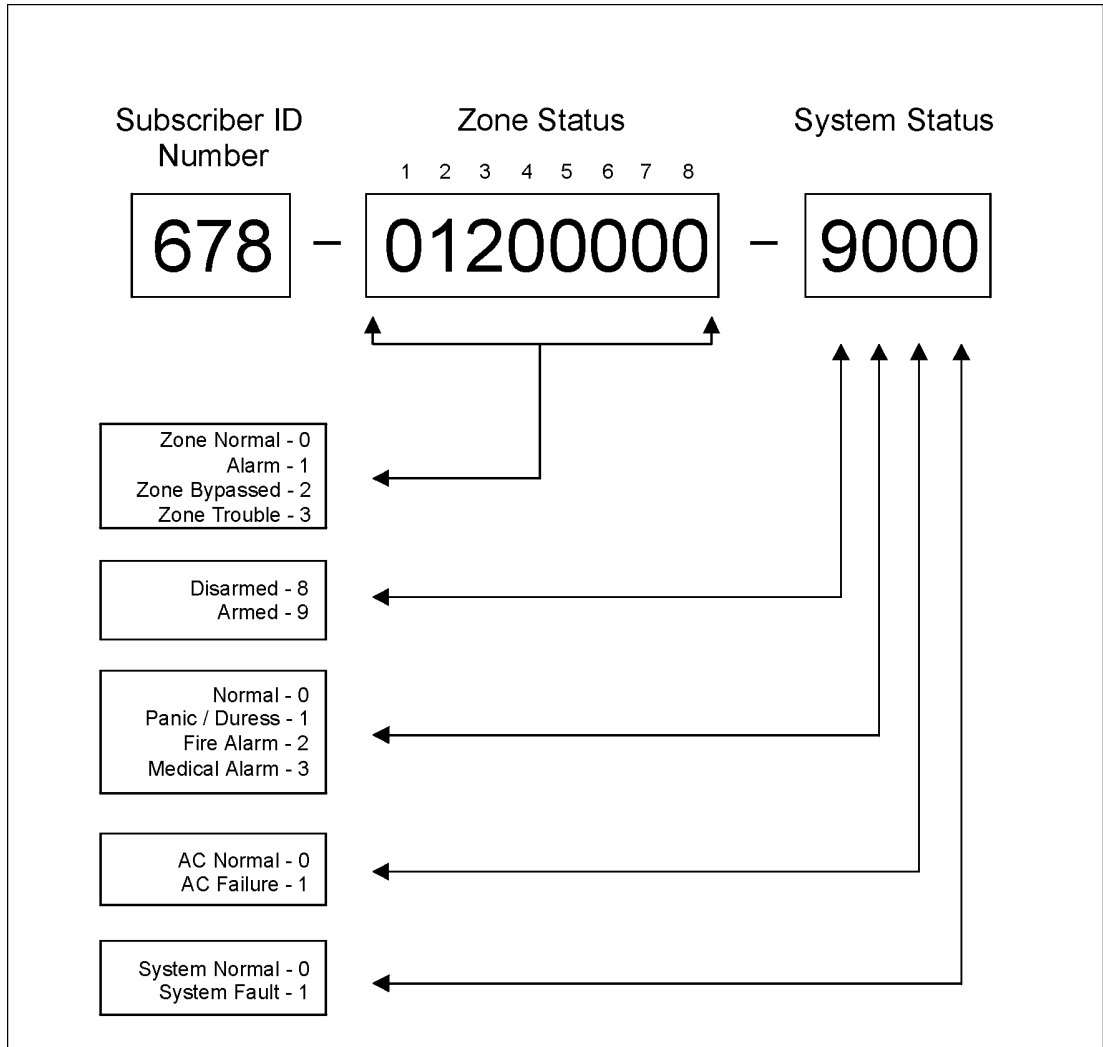 Subscriber ID
Number
Zone Status
System Status
1 2 3 4 5 6 7 8
678 – 01200000 – 9000
Zone Normal - 0
Alarm - 1
Zone Bypassed - 2
Zone Trouble - 3
Disarmed - 8
Armed - 9
Normal - 0
Panic / Duress - 1
Fire Alarm - 2
Medical Alarm - 3
AC Normal - 0
AC Failure - 1
System Normal - 0
System Fault - 1